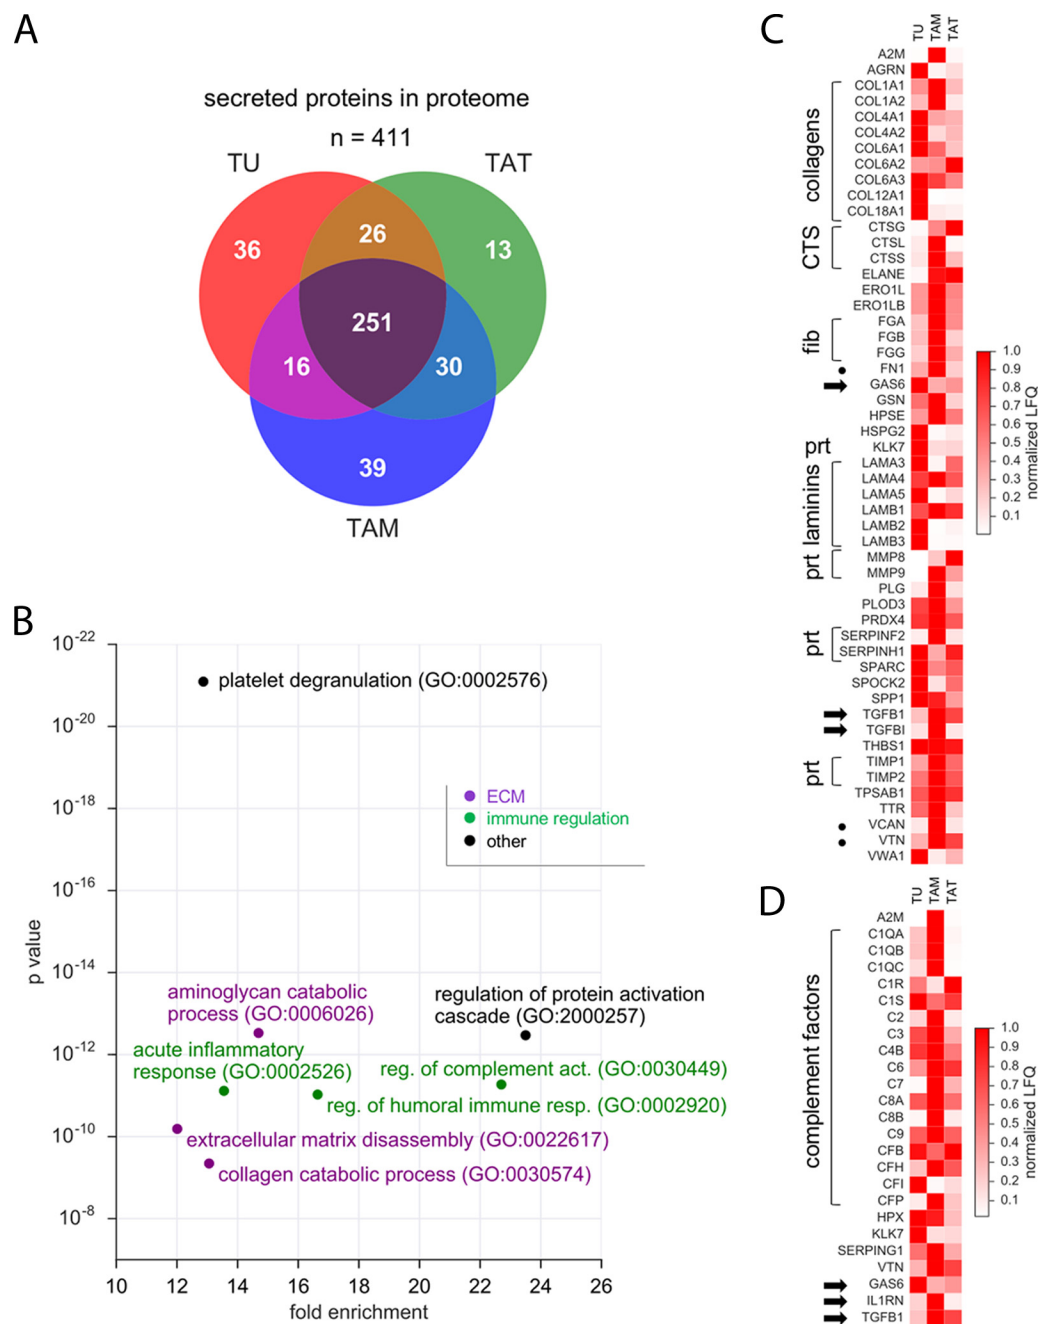 A
secreted proteins in proteome
n = 411
TU
TAT
36
26
13
251
16
30
39
TAM
B
10-22
10-20
10-18
10-16
10-14
10-12
10-10
10-8
p value
10
12
14
16
18
20
22
24
26
fold enrichment
platelet degranulation (GO:0002576)
ECM
immune regulation
other
aminoglycan catabolic
process (GO:0006026)
regulation of protein activation
cascade (GO:2000257)
acute inflammatory
response (GO:0002526)
reg. of complement act. (GO:0030449)
reg. of humoral immune resp. (GO:0002920)
extracellular matrix disassembly (GO:0022617)
collagen catabolic process (GO:0030574)
C
TU
TAM
TAT
A2M
AGRN
collagens
COL1A1
COL1A2
COL4A1
COL4A2
COL6A1
COL6A2
COL6A3
COL12A1
COL18A1
CTS
CTSG
CTSL
CTSS
ELANE
ERO1L
ERO1LB
fib
FGA
FGB
FGG
FN1
GAS6
GSN
HPSE
HSPG2
prt
KLK7
laminins
LAMA3
LAMA4
LAMA5
LAMB1
LAMB2
LAMB3
prt
MMP8
MMP9
PLG
PLOD3
PRDX4
prt
SERPINF2
SERPINH1
SPARC
SPOCK2
SPP1
TGFB1
TGFBI
THBS1
prt
TIMP1
TIMP2
TPSAB1
TTR
VCAN
VTN
VWA1
1.0
0.9
0.8
0.7
0.6
0.5
0.4
0.3
0.2
0.1
normalized LFQ
D
TU
TAM
TAT
A2M
complement factors
C1QA
C1QB
C1QC
C1R
C1S
C2
C3
C4B
C6
C7
C8A
C8B
C9
CFB
CFH
CFI
CFP
HPX
KLK7
SERPING1
VTN
GAS6
IL1RN
TGFB1
1.0
0.9
0.8
0.7
0.6
0.5
0.4
0.3
0.2
0.1
normalized LFQ